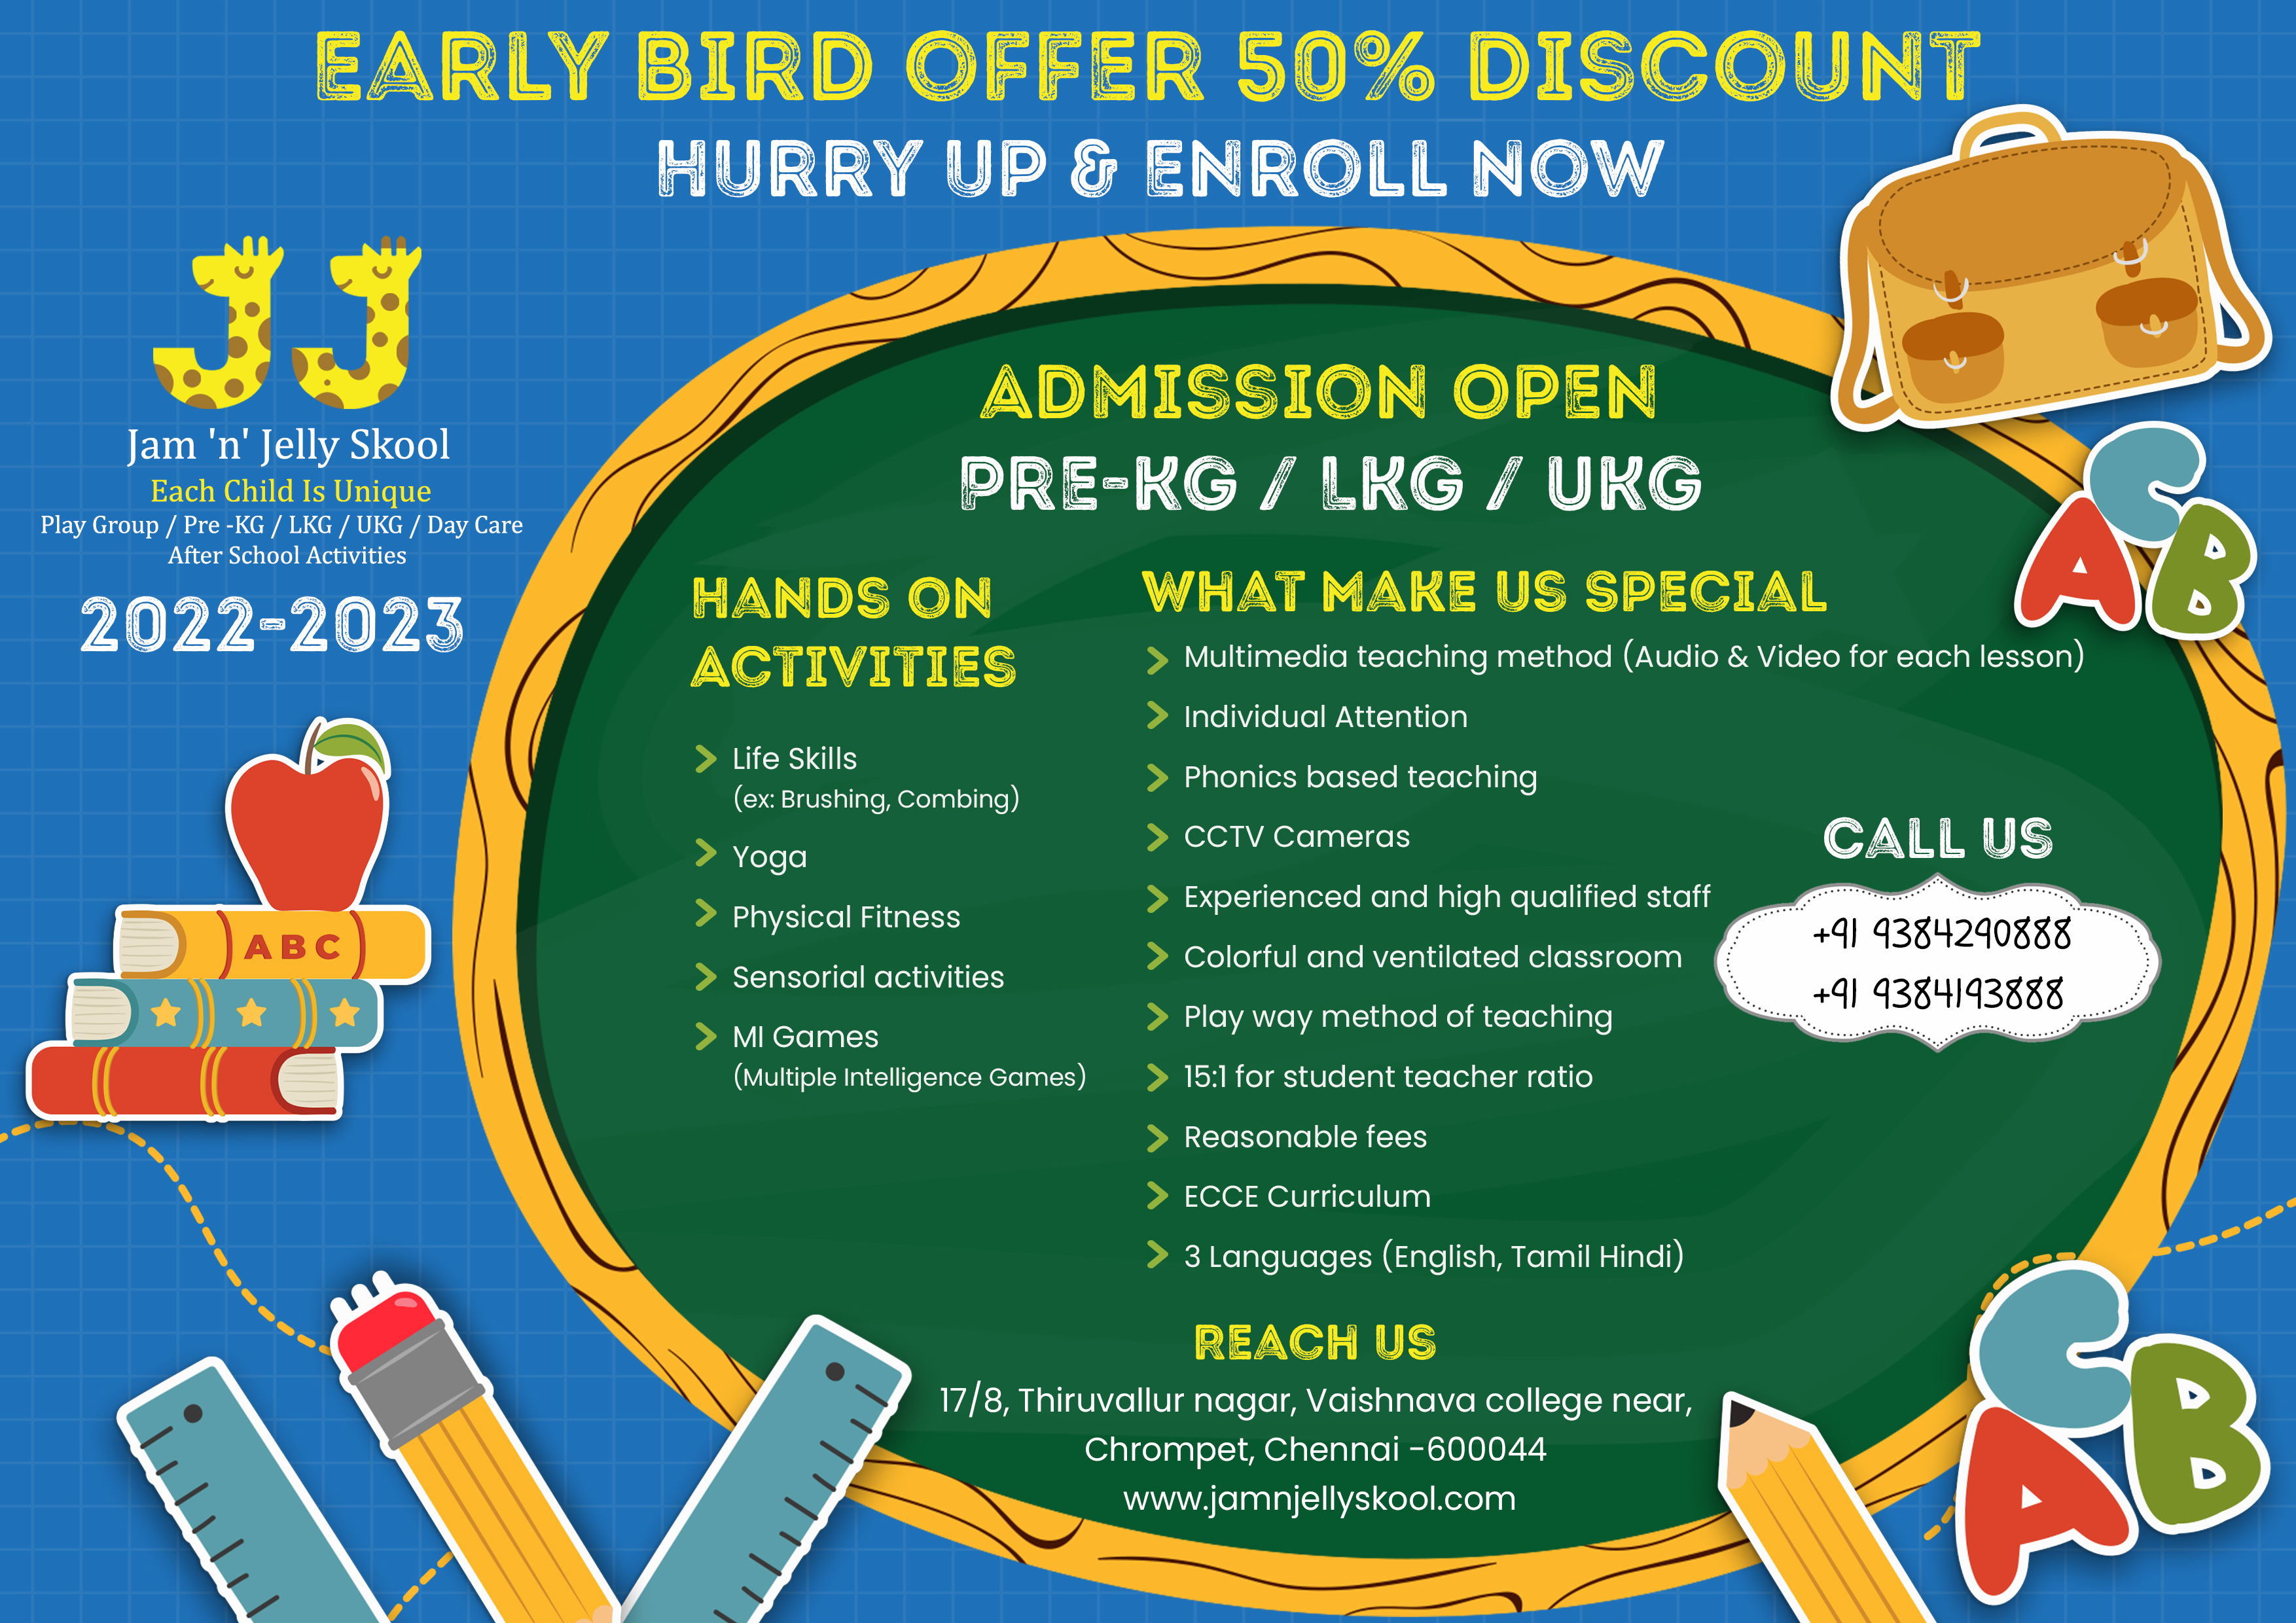 EARLY BIRD OFFER 50% DISCOUNT
HURRY UP & ENROLL NOW
JJ
Jam 'n' Jelly Skool
Each Child Is Unique
Play Group / Pre -KG / LKG / UKG / Day Care
After School Activities
2022-2023
ADMISSION OPEN
PRE-KG / LKG / UKG
HANDS ON
ACTIVITIES
Life Skills
(ex: Brushing, Combing)
Yoga
Physical Fitness
Sensorial activities
MI Games
(Multiple Intelligence Games)
WHAT MAKE US SPECIAL
Multimedia teaching method (Audio & Video for each lesson)
Individual Attention
Phonics based teaching
CCTV Cameras
Experienced and high qualified staff
Colorful and ventilated classroom
Play way method of teaching
15:1 for student teacher ratio
Reasonable fees
ECCE Curriculum
3 Languages (English, Tamil Hindi)
CALL US
+91 9384290888
+91 9384193888
REACH US
17/8, Thiruvallur nagar, Vaishnava college near,
Chrompet, Chennai -600044
www.jamnjellyskool.com
ABC
C
A B
C
A B